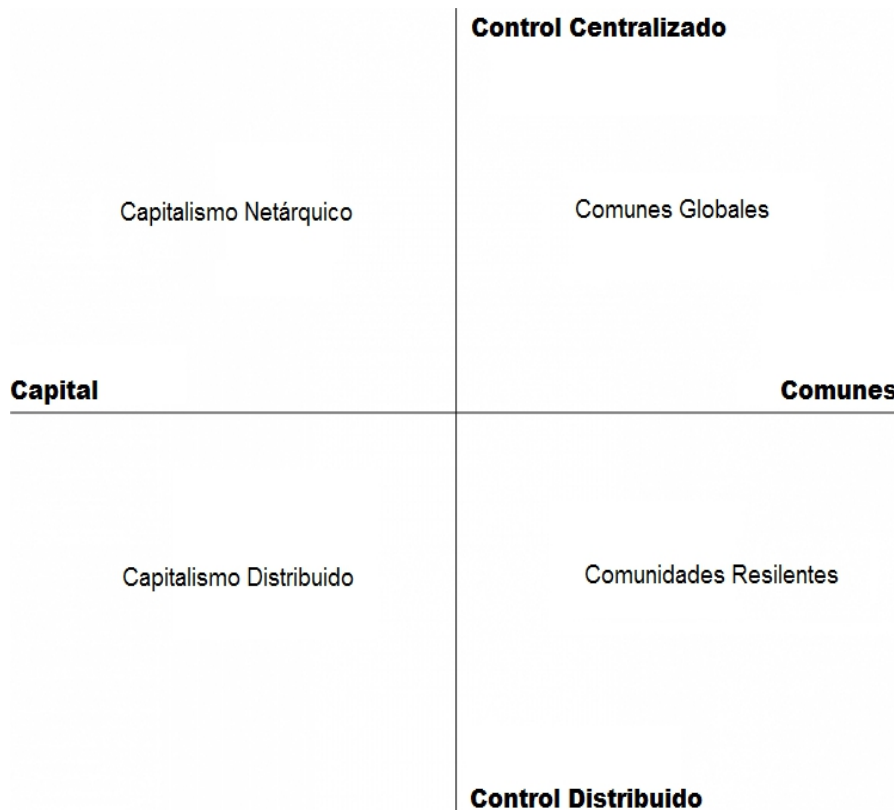 Control Centralizado
Capitalismo Netárquico
Comunes Globales
Capital
Comunes
Capitalismo Distribuido
Comunidades Resilentes
Control Distribuido